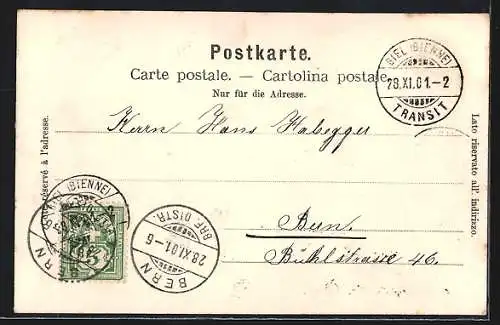 Postkarte.
Carte postale. — Cartolina postale.
Nur für die Adresse.
BIEL (BIENNE)
28.XI.01.-2
TRANSIT
Côté réservé à l'adresse.
Lato riservato all' indirizzo.
Herrn Hans Habegger
Bern.
Bühlstrasse 46.
BIEL (BIENNE)
BERN
BRF. DISTR.
28.XI.01.-6